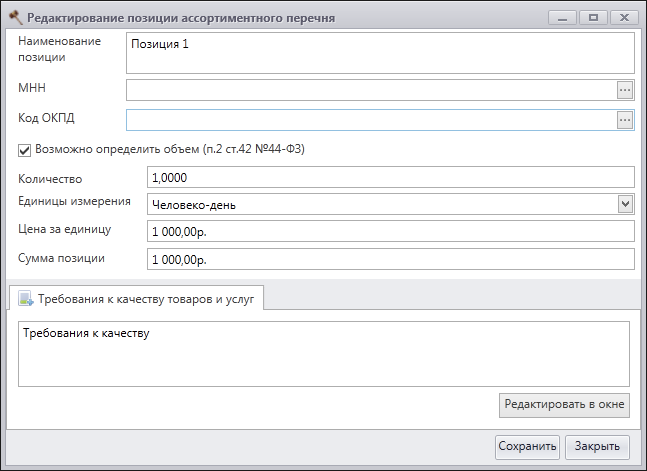 Редактирование позиции ассортиментного перечня
Наименование
позиции
Позиция 1
МНН
...
Код ОКПД
...
Возможно определить объем (п.2 ст.42 №44-ФЗ)
Количество
1,0000
Единицы измерения
Человеко-день
Цена за единицу
1 000,00р.
Сумма позиции
1 000,00р.
Требования к качеству товаров и услуг
Требования к качеству
Редактировать в окне
Сохранить
Закрыть